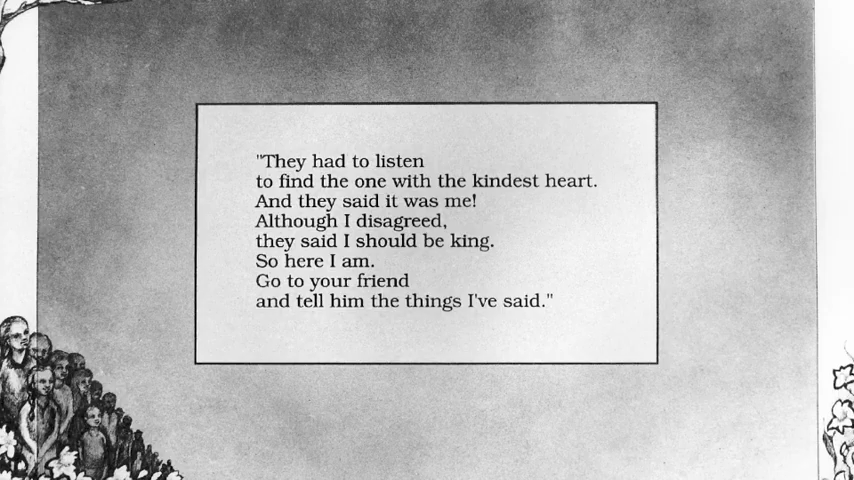 "They had to listen
to find the one with the kindest heart.
And they said it was me!
Although I disagreed,
they said I should be king.
So here I am.
Go to your friend
and tell him the things I've said."